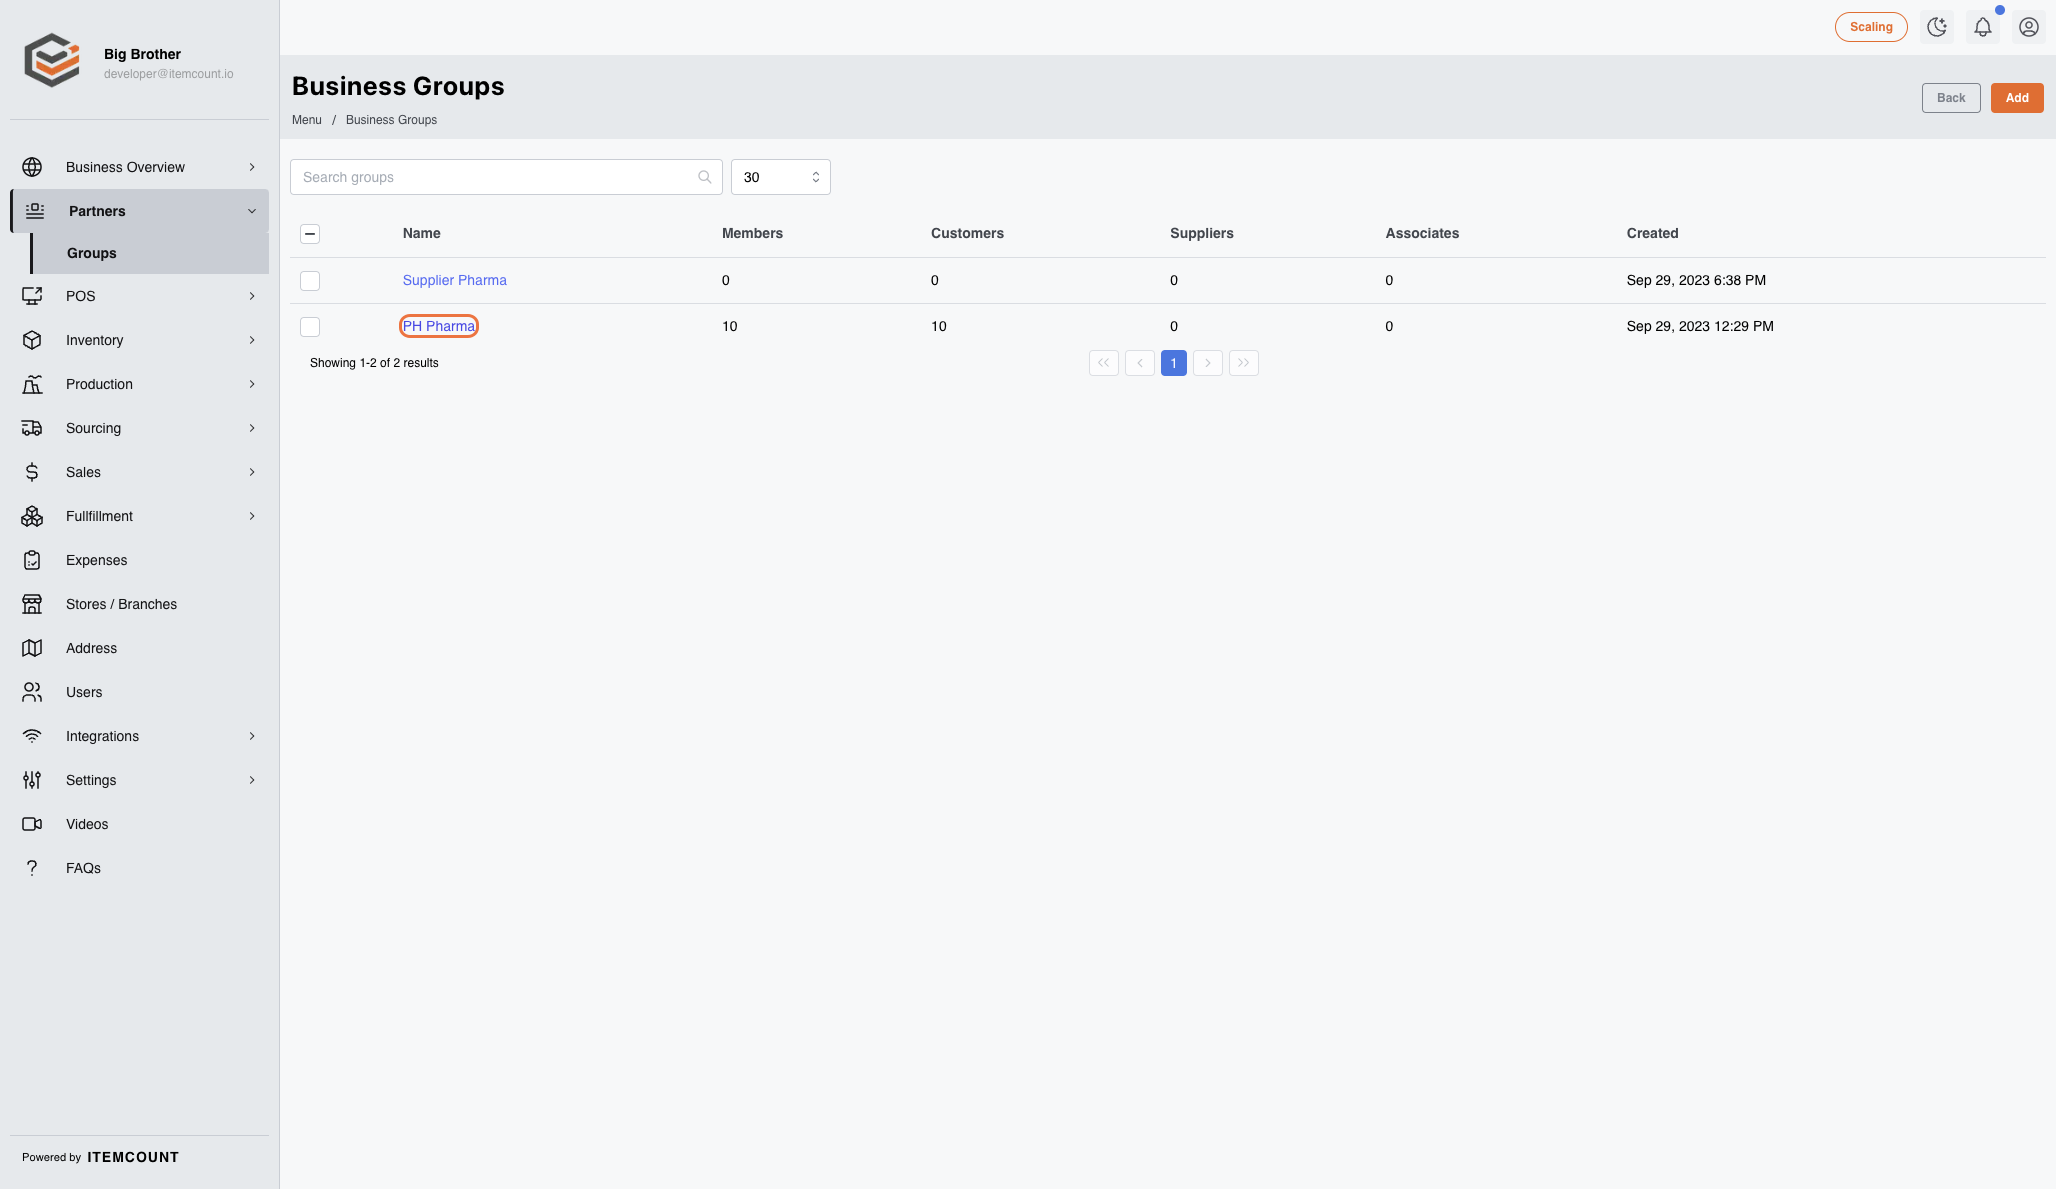 Big Brother
developer@itemcount.io
Business Overview
Partners
Groups
POS
Inventory
Production
Sourcing
Sales
Fullfillment
Expenses
Stores / Branches
Address
Users
Integrations
Settings
Videos
FAQs
Powered by ITEMCOUNT
Scaling
Business Groups
Menu / Business Groups
Back Add
Search groups 30
Name Members Customers Suppliers Associates Created
Supplier Pharma 0 0 0 0 Sep 29, 2023 6:38 PM
PH Pharma 10 10 0 0 Sep 29, 2023 12:29 PM
Showing 1-2 of 2 results 1